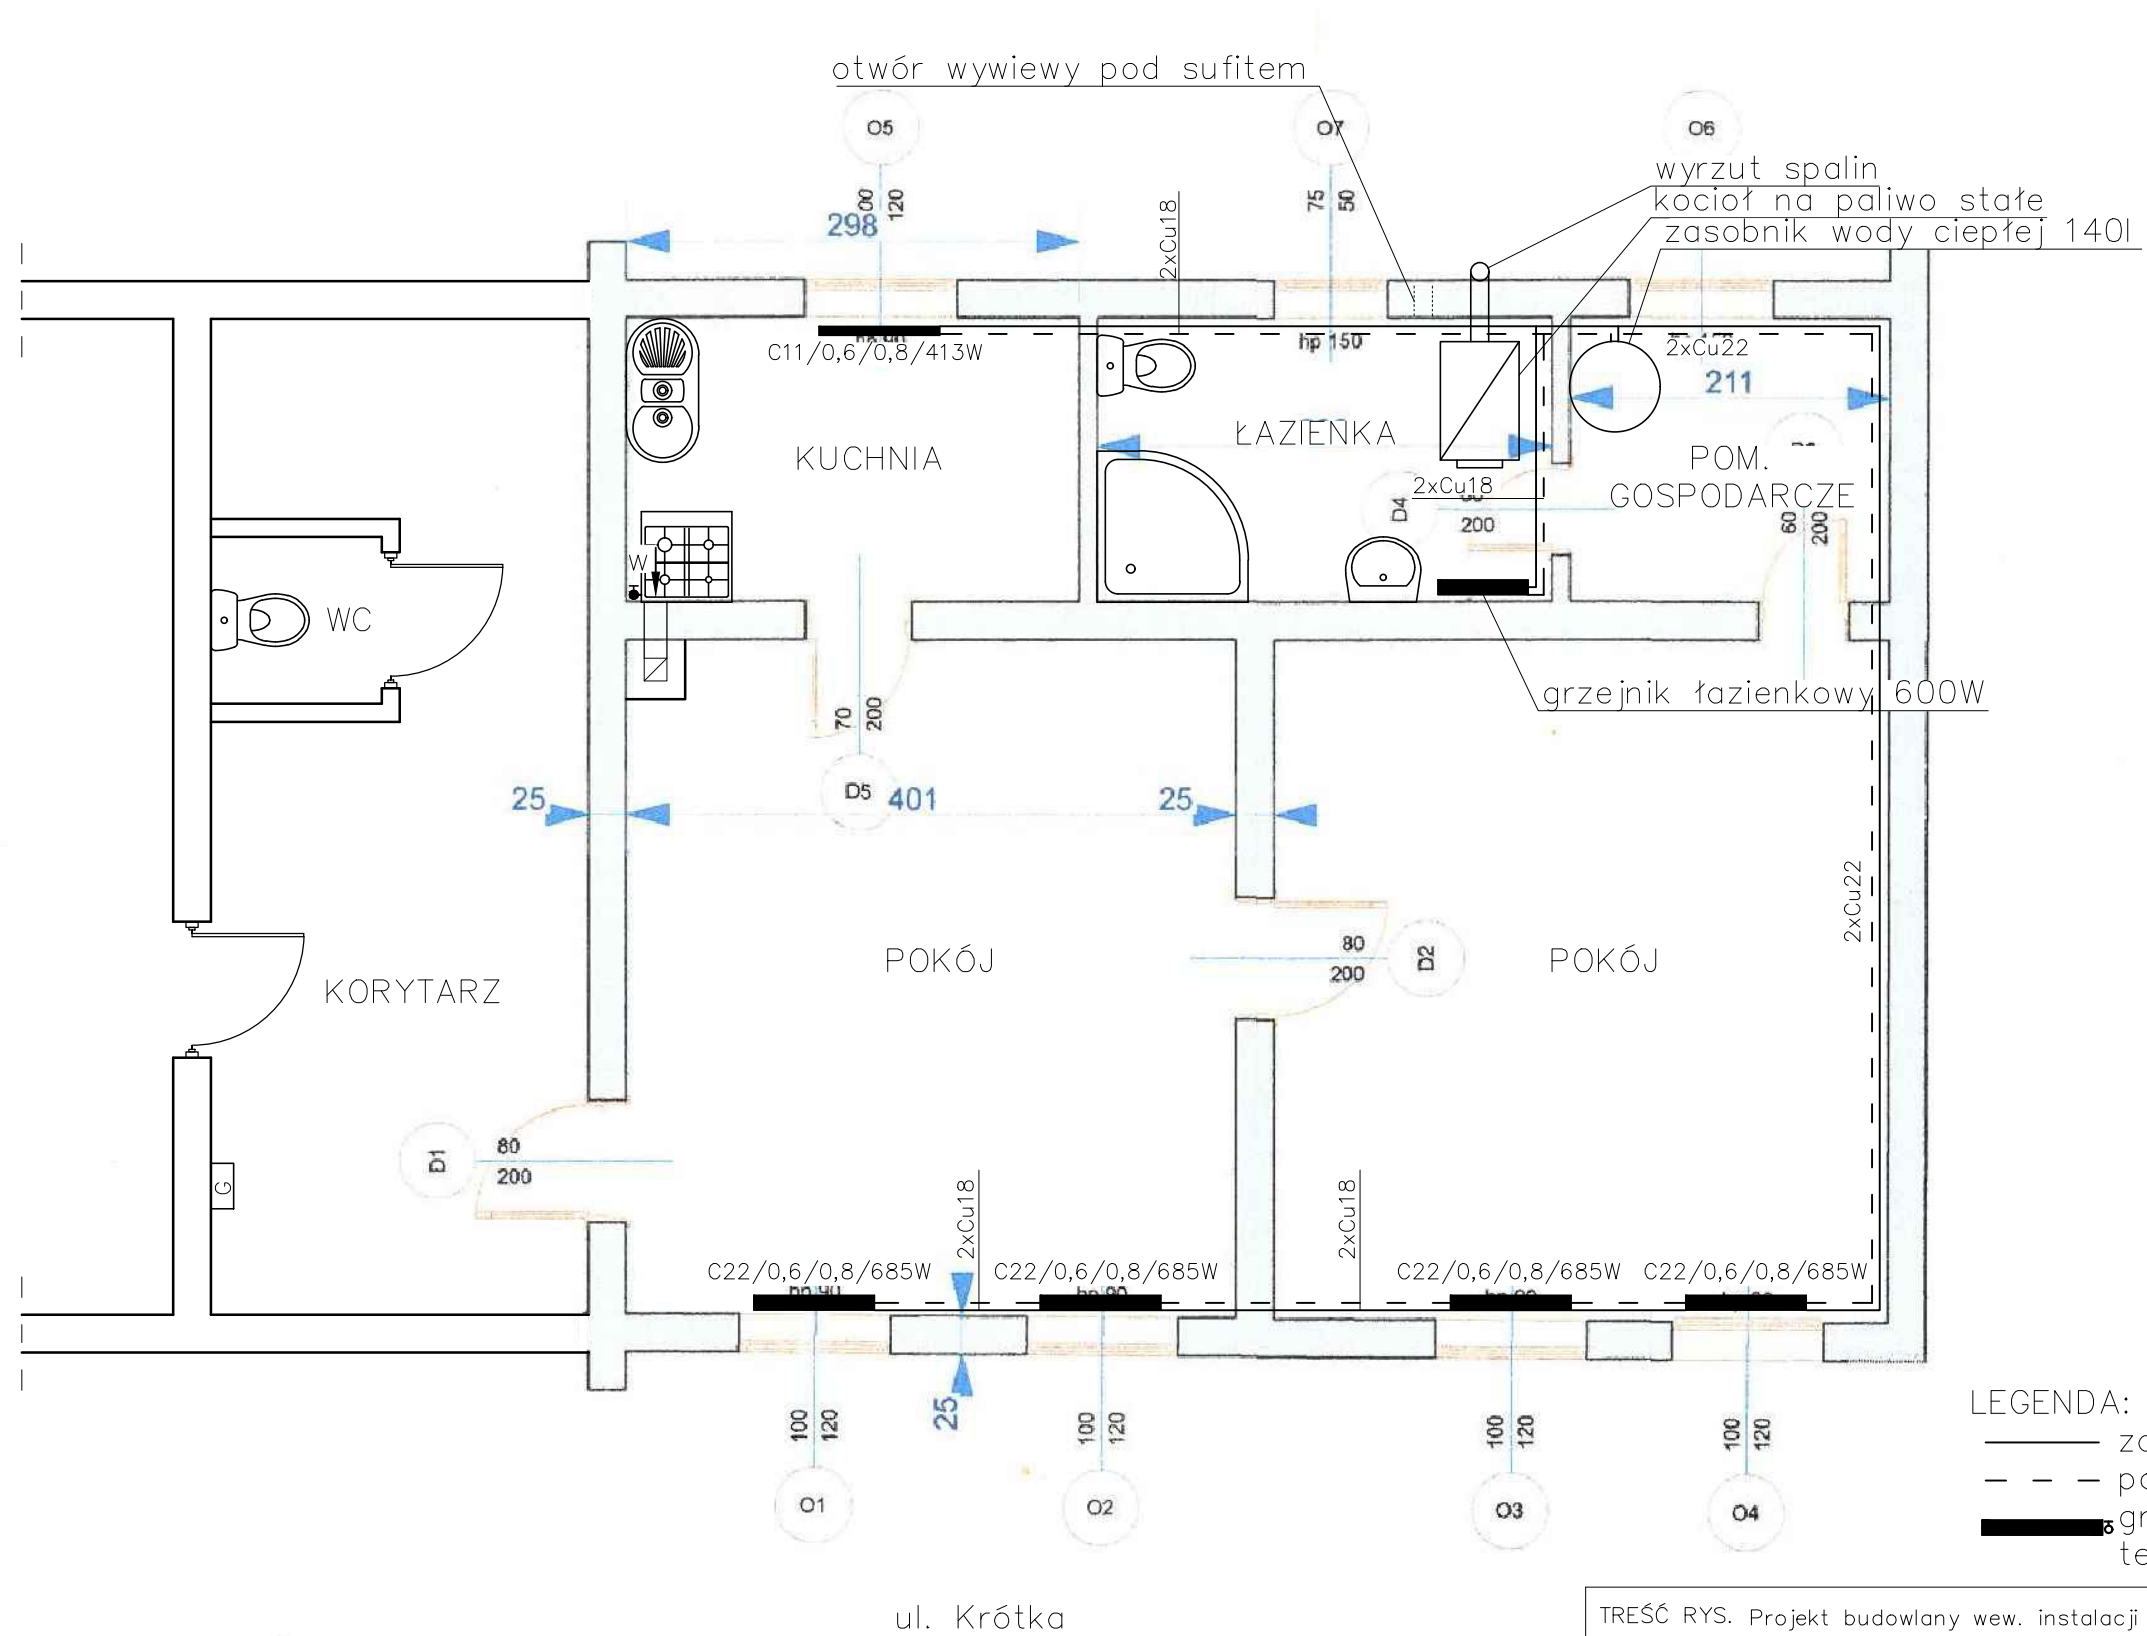 otwór wywiewy pod sufitem
O5
O7
O6
wyrzut spalin
kocioł na paliwo stałe
zasobnik wody ciepłej 140l
120
298
2xCu18
75
50
hp 150
C11/0,6/0,8/413W
2xCu22
211
ŁAZIENKA
KUCHNIA
POM.
GOSPODARCZE
2xCu18
D4
200
60
200
W
WC
grzejnik łazienkowy 600W
70
200
25
D5
401
25
2xCu22
80
200
D2
POKÓJ
POKÓJ
KORYTARZ
D1
80
200
G
2xCu18
2xCu18
C22/0,6/0,8/685W
C22/0,6/0,8/685W
C22/0,6/0,8/685W
C22/0,6/0,8/685W
25
100
120
100
120
100
120
100
120
LEGENDA:
O1
O2
O3
O4
ul. Krótka
TREŚĆ RYS. Projekt budowlany wew. instalacji